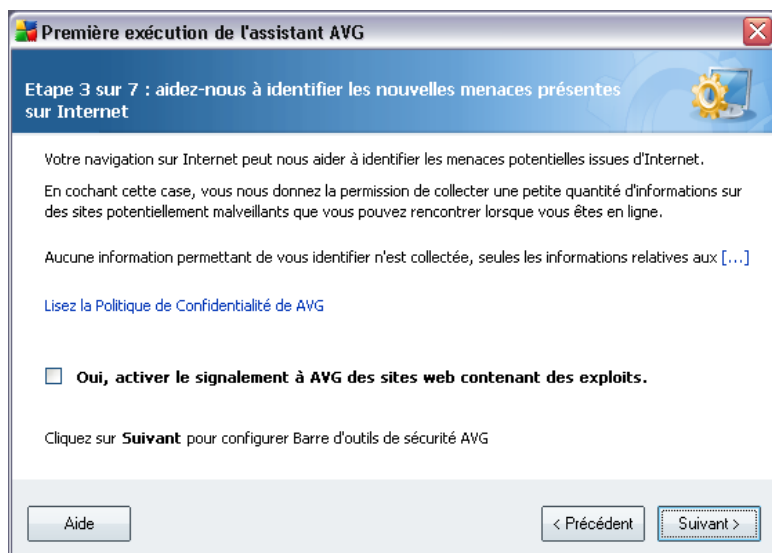 Première exécution de l'assistant AVG
Etape 3 sur 7 : aidez-nous à identifier les nouvelles menaces présentes
sur Internet
Votre navigation sur Internet peut nous aider à identifier les menaces potentielles issues d'Internet.
En cochant cette case, vous nous donnez la permission de collecter une petite quantité d'informations sur
des sites potentiellement malveillants que vous pouvez rencontrer lorsque vous êtes en ligne.
Aucune information permettant de vous identifier n'est collectée, seules les informations relatives aux [...]
Lisez la Politique de Confidentialité de AVG
Oui, activer le signalement à AVG des sites web contenant des exploits.
Cliquez sur Suivant pour configurer Barre d'outils de sécurité AVG
Aide
< Précédent
Suivant >